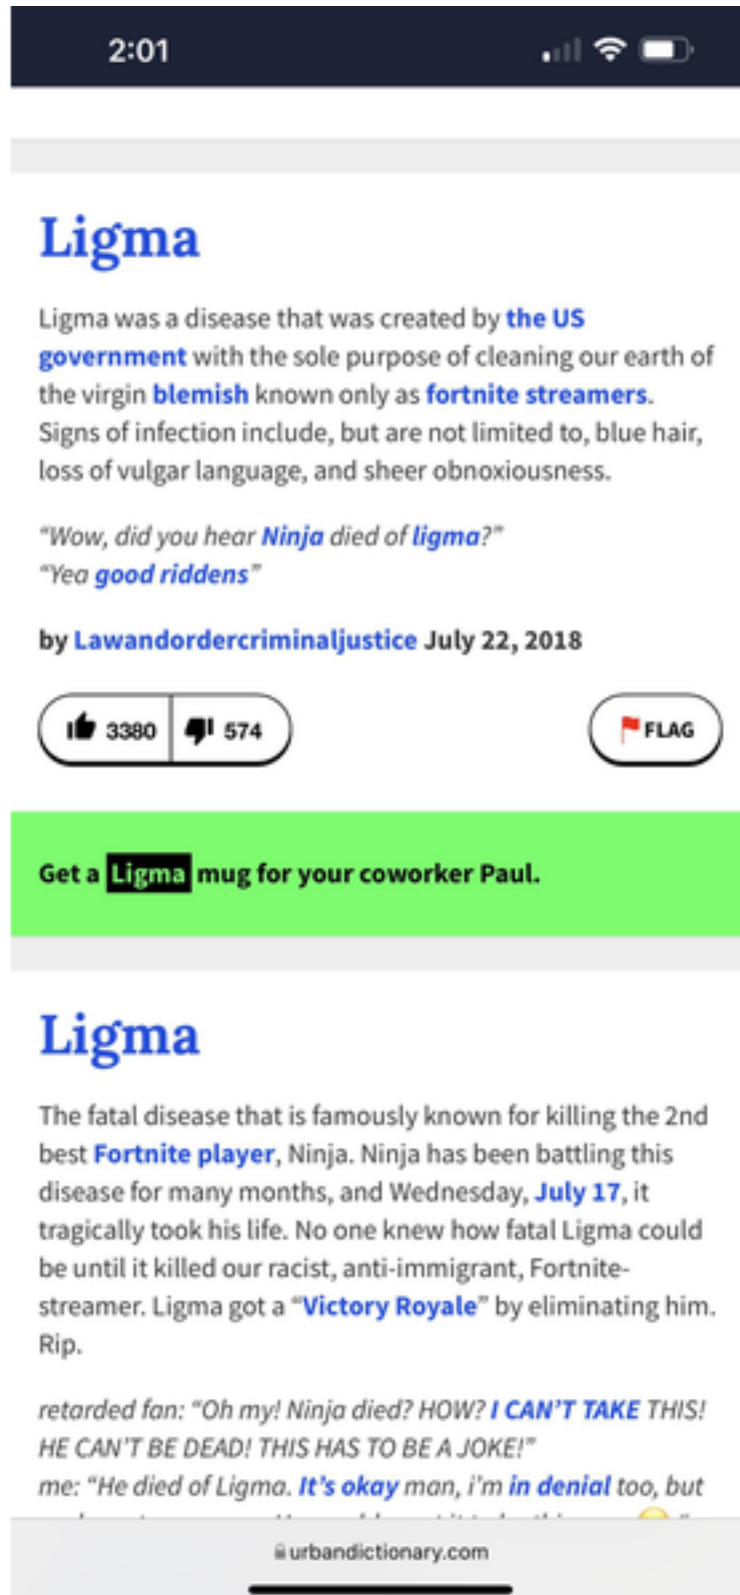 2:01
Ligma
Ligma was a disease that was created by the US
government with the sole purpose of cleaning our earth of
the virgin blemish known only as fortnite streamers.
Signs of infection include, but are not limited to, blue hair,
loss of vulgar language, and sheer obnoxiousness.
“Wow, did you hear Ninja died of ligma?”
“Yea good riddens”
by Lawandordercriminaljustice July 22, 2018
3380 574 FLAG
Get a Ligma mug for your coworker Paul.
Ligma
The fatal disease that is famously known for killing the 2nd
best Fortnite player, Ninja. Ninja has been battling this
disease for many months, and Wednesday, July 17, it
tragically took his life. No one knew how fatal Ligma could
be until it killed our racist, anti-immigrant, Fortnite-
streamer. Ligma got a “Victory Royale” by eliminating him.
Rip.
retarded fan: “Oh my! Ninja died? HOW? I CAN’T TAKE THIS!
HE CAN’T BE DEAD! THIS HAS TO BE A JOKE!”
me: “He died of Ligma. It’s okay man, i’m in denial too, but
urbandictionary.com